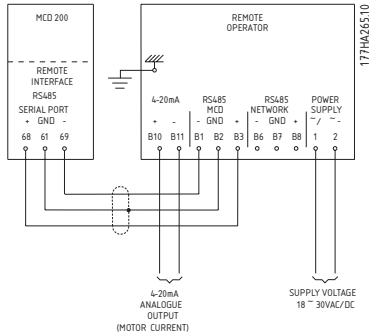 MCD 200
REMOTE
OPERATOR
177HA265.10
REMOTE
INTERFACE
RS485
SERIAL PORT
+ GND -
68 61 69
4-20mA
+ -
B10 B11
RS485
MCD
- GND +
B1 B2 B3
RS485
NETWORK
- GND +
B6 B7 B8
POWER
SUPPLY
~/ ~-
1 2
4-20mA
ANALOGUE
OUTPUT
(MOTOR CURRENT)
SUPPLY VOLTAGE
18 ~ 30VAC/DC